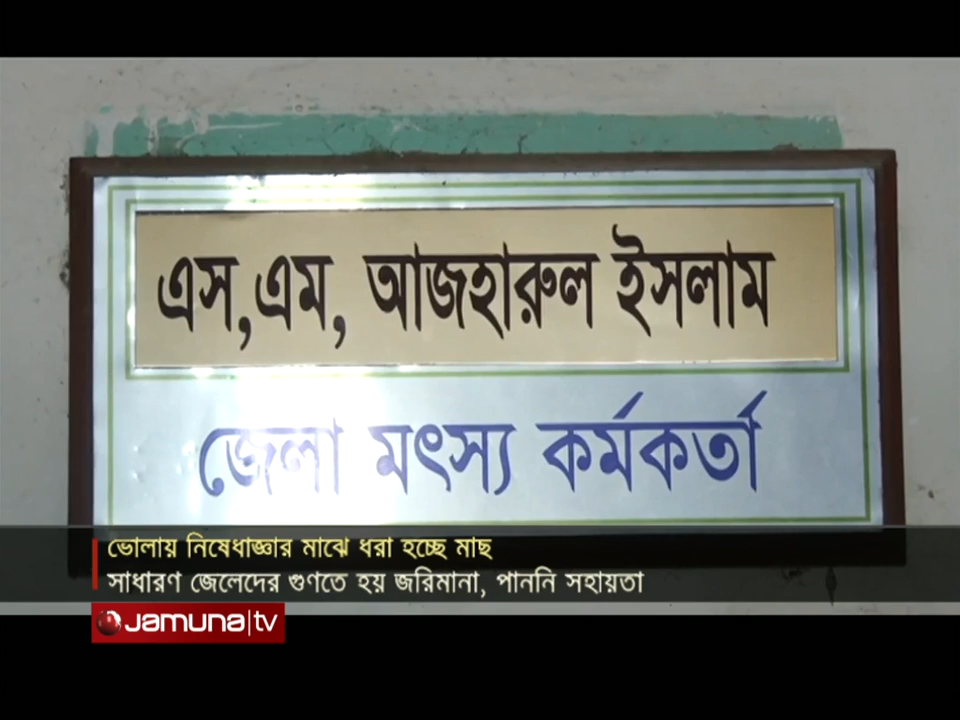 এস,এম, আজহারুল ইসলাম
জেলা মৎস্য কর্মকর্তা
ভোলায় নিষেধাজ্ঞার মাঝে ধরা হচ্ছে মাছ
সাধারণ জেলেদের গুণতে হয় জরিমানা, পাননি সহায়তা
Jamuna|tv